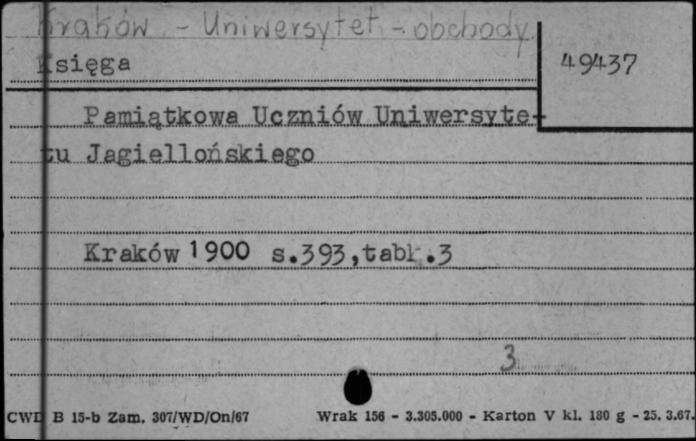 Kraków - Uniwersytet - obchody
Księga
49437
Pamiątkowa Uczniów Uniwersyte-
tu Jagiellońskiego
Kraków 1900 s.393,tabl.3
3
CWD B 15-b Zam. 307/WD/On/67 Wrak 156 - 3.305.000 - Karton V kl. 180 g - 25. 3.67.